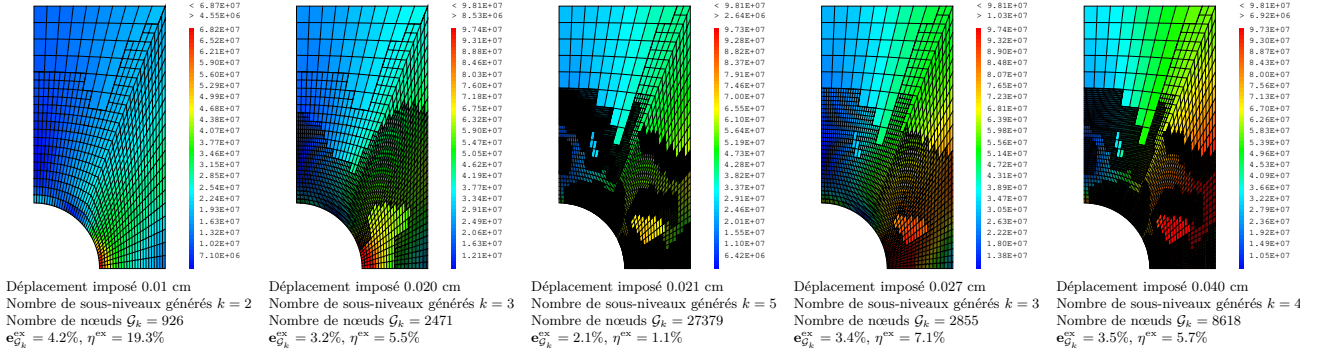 < 6.87E+07
> 4.55E+06
6.82E+07
6.52E+07
6.21E+07
5.90E+07
5.60E+07
5.29E+07
4.99E+07
4.68E+07
4.38E+07
4.07E+07
3.77E+07
3.46E+07
3.15E+07
2.85E+07
2.54E+07
2.24E+07
1.93E+07
1.63E+07
1.32E+07
1.02E+07
7.10E+06
Déplacement imposé 0.01 cm
Nombre de sous-niveaux générés k = 2
Nombre de nœuds 𝒢k = 926
e^ex_𝒢k = 4.2%, η^ex = 19.3%
< 9.81E+07
> 8.53E+06
9.74E+07
9.31E+07
8.88E+07
8.46E+07
8.03E+07
7.60E+07
7.18E+07
6.75E+07
6.32E+07
5.90E+07
5.47E+07
5.05E+07
4.62E+07
4.19E+07
3.77E+07
3.34E+07
2.91E+07
2.49E+07
2.06E+07
1.63E+07
1.21E+07
Déplacement imposé 0.020 cm
Nombre de sous-niveaux générés k = 3
Nombre de nœuds 𝒢k = 2471
e^ex_𝒢k = 3.2%, η^ex = 5.5%
< 9.81E+07
> 2.64E+06
9.73E+07
9.28E+07
8.82E+07
8.37E+07
7.91E+07
7.46E+07
7.00E+07
6.55E+07
6.10E+07
5.64E+07
5.19E+07
4.73E+07
4.28E+07
3.82E+07
3.37E+07
2.91E+07
2.46E+07
2.01E+07
1.55E+07
1.10E+07
6.42E+06
Déplacement imposé 0.021 cm
Nombre de sous-niveaux générés k = 5
Nombre de nœuds 𝒢k = 27379
e^ex_𝒢k = 2.1%, η^ex = 1.1%
< 9.81E+07
> 1.03E+07
9.74E+07
9.32E+07
8.90E+07
8.48E+07
8.07E+07
7.65E+07
7.23E+07
6.81E+07
6.40E+07
5.98E+07
5.56E+07
5.14E+07
4.72E+07
4.31E+07
3.89E+07
3.47E+07
3.05E+07
2.63E+07
2.22E+07
1.80E+07
1.38E+07
Déplacement imposé 0.027 cm
Nombre de sous-niveaux générés k = 3
Nombre de nœuds 𝒢k = 2855
e^ex_𝒢k = 3.4%, η^ex = 7.1%
< 9.81E+07
> 6.92E+06
9.73E+07
9.30E+07
8.87E+07
8.43E+07
8.00E+07
7.56E+07
7.13E+07
6.70E+07
6.26E+07
5.83E+07
5.39E+07
4.96E+07
4.53E+07
4.09E+07
3.66E+07
3.22E+07
2.79E+07
2.36E+07
1.92E+07
1.49E+07
1.05E+07
Déplacement imposé 0.040 cm
Nombre de sous-niveaux générés k = 4
Nombre de nœuds 𝒢k = 8618
e^ex_𝒢k = 3.5%, η^ex = 5.7%